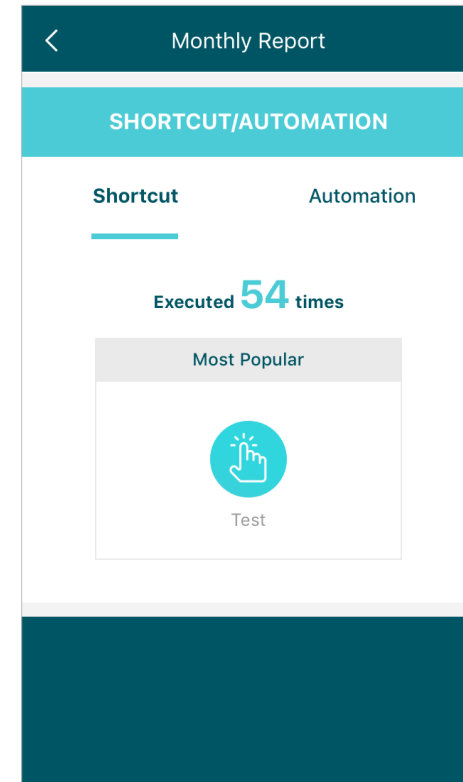 Monthly Report
SHORTCUT/AUTOMATION
Shortcut Automation
Executed 54 times
Most Popular
Test